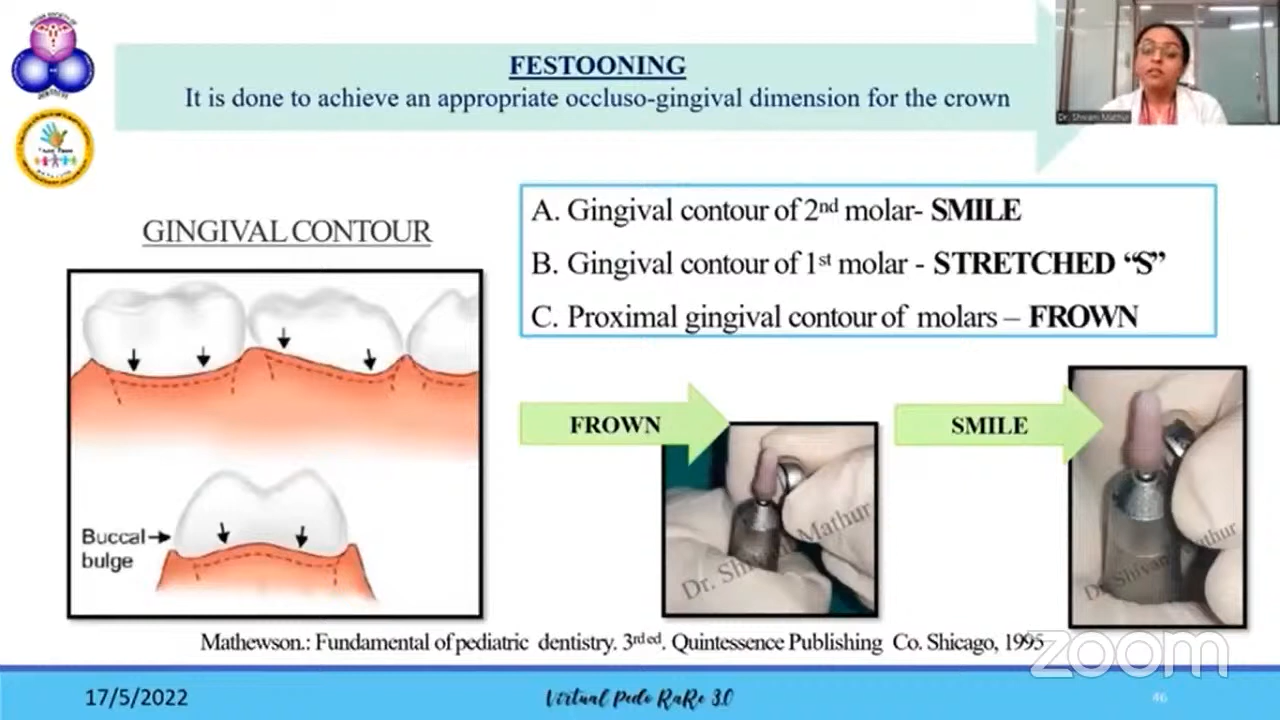 FESTOONING
It is done to achieve an appropriate occluso-gingival dimension for the crown
Dr. Shivani Mathur
GINGIVAL CONTOUR
A. Gingival contour of 2nd molar- SMILE
B. Gingival contour of 1st molar - STRETCHED “S”
C. Proximal gingival contour of molars – FROWN
FROWN
SMILE
Buccal
bulge
Dr. Shivani Mathur
Dr. Shivani Mathur
Mathewson.: Fundamental of pediatric dentistry. 3rd ed. Quintessence Publishing Co. Shicago, 1995
zoom
17/5/2022
Virtual Pedo RaRe 3.0
46